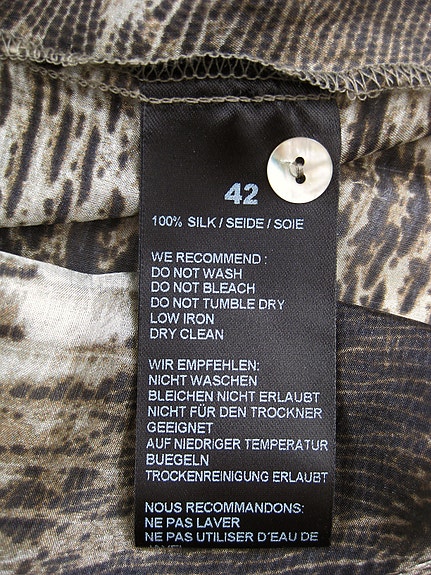 42
100% SILK / SEIDE / SOIE
WE RECOMMEND :
DO NOT WASH
DO NOT BLEACH
DO NOT TUMBLE DRY
LOW IRON
DRY CLEAN
WIR EMPFEHLEN:
NICHT WASCHEN
BLEICHEN NICHT ERLAUBT
NICHT FÜR DEN TROCKNER
GEEIGNET
AUF NIEDRIGER TEMPERATUR
BUEGELN
TROCKENREINIGUNG ERLAUBT
NOUS RECOMMANDONS:
NE PAS LAVER
NE PAS UTILISER D'EAU DE